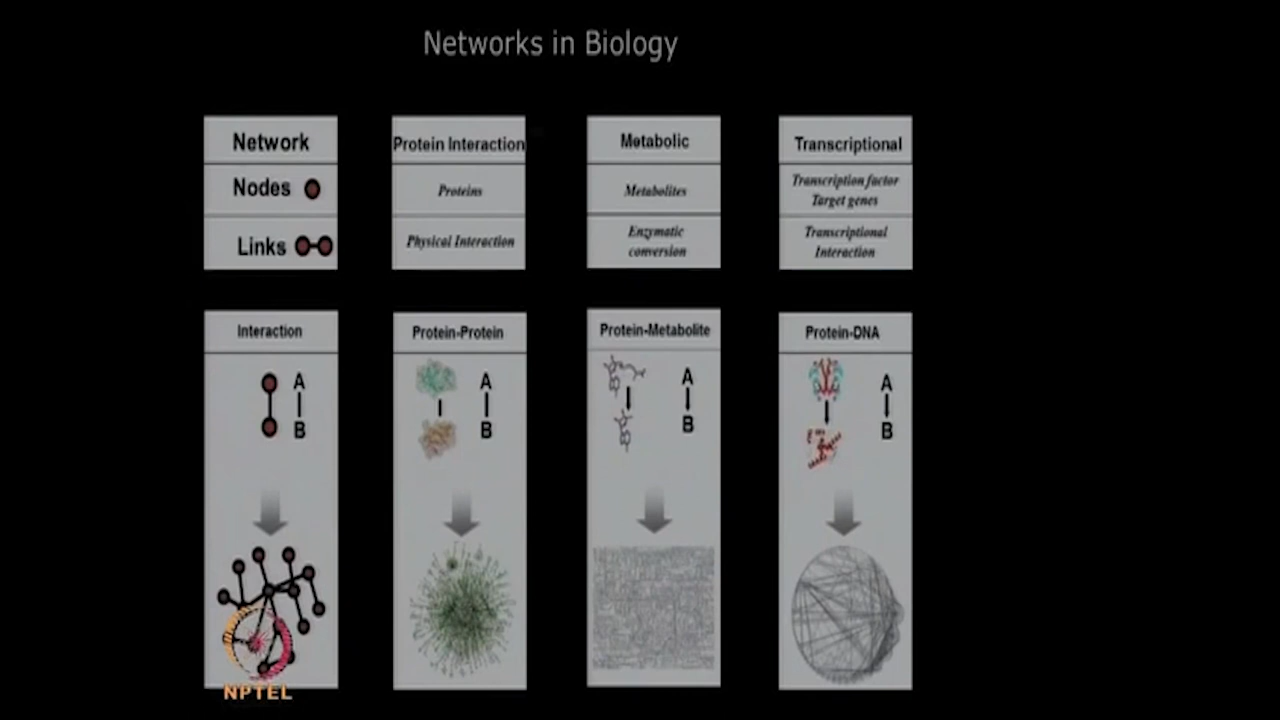 Networks in Biology
Network
Nodes
Links
Protein Interaction
Proteins
Physical Interaction
Metabolic
Metabolites
Enzymatic
conversion
Transcriptional
Transcription factor
Target genes
Transcriptional
Interaction
Interaction
A
B
Protein-Protein
A
B
Protein-Metabolite
A
B
Protein-DNA
A
B
NPTEL